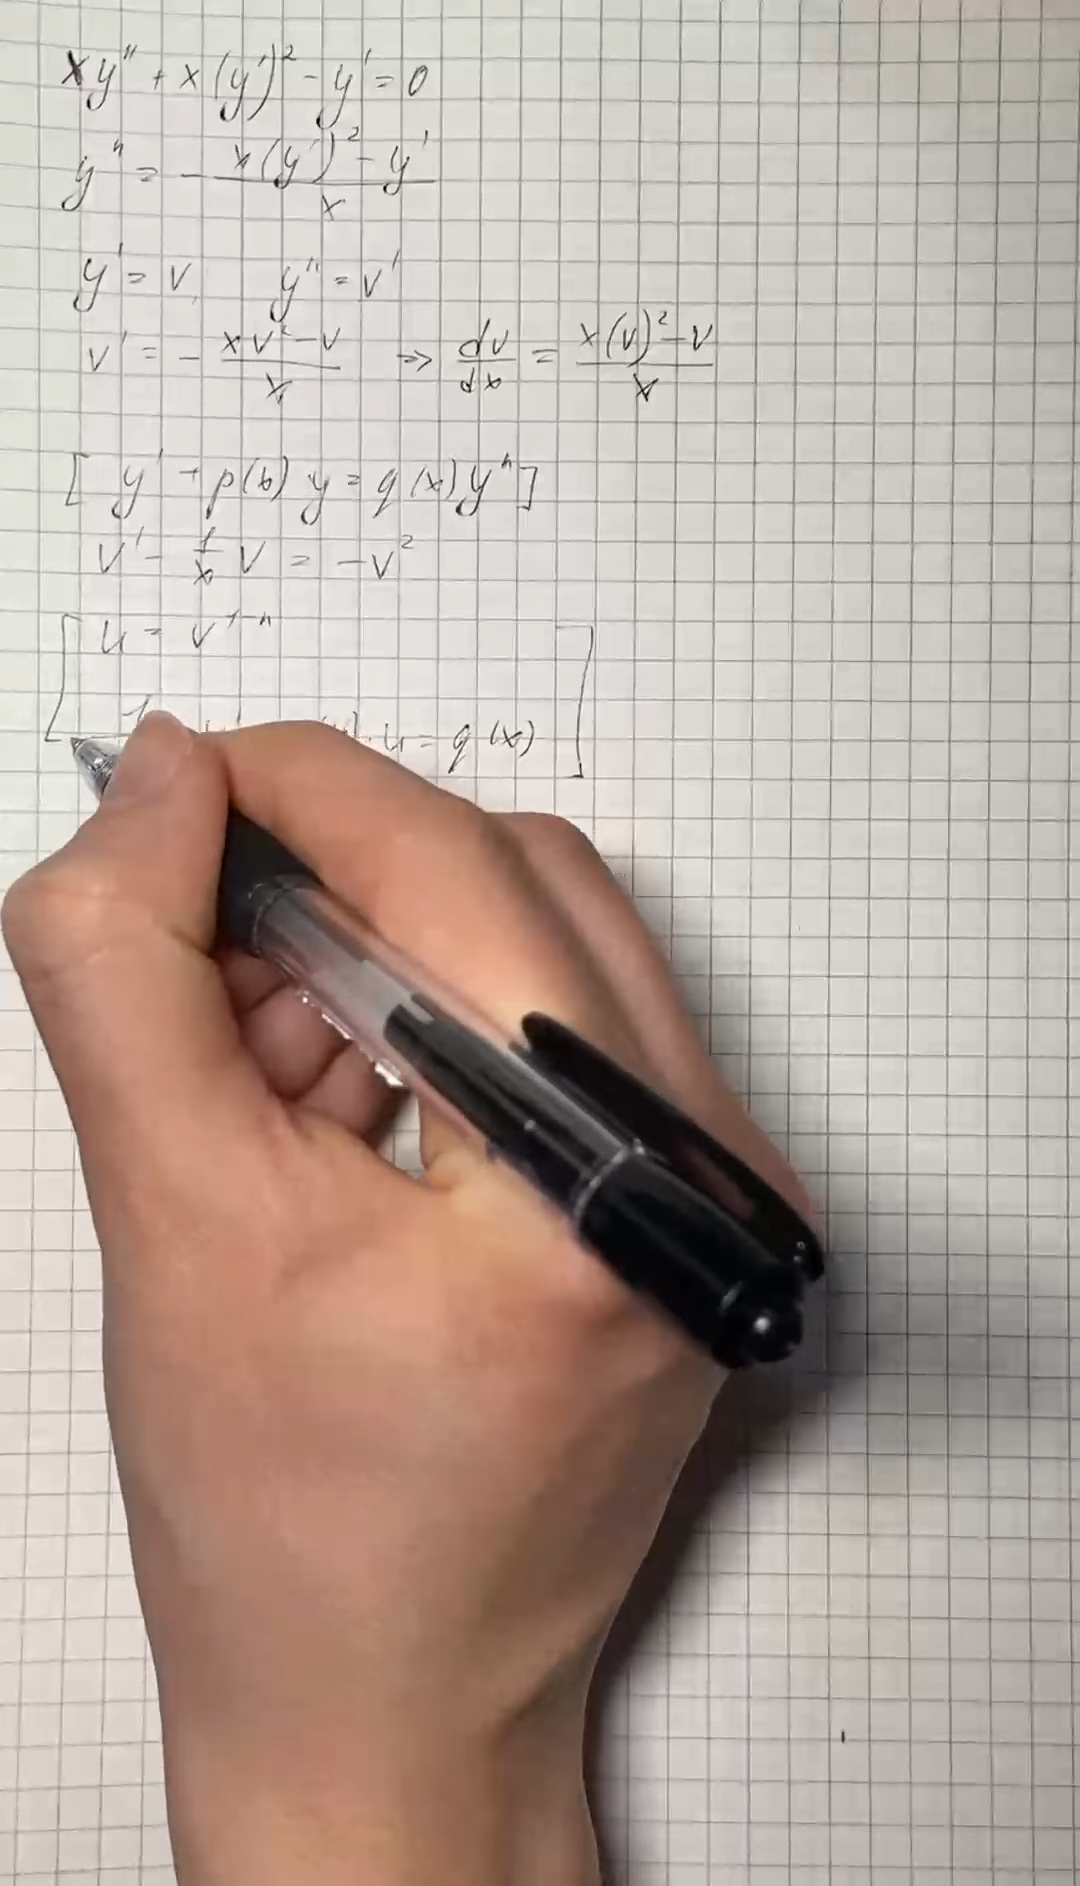 xy'' + x(y')² - y' = 0
y'' = - x(y')² - y' / x
y' = v, y'' = v'
v' = - xv² - v / x ⇒ dv/dx = x(v)² - v / x
[ y' + p(x) y = q(x) yⁿ ]
v' - 1/x v = -v²
[ u = v¹⁻ⁿ
u = q(x) ]